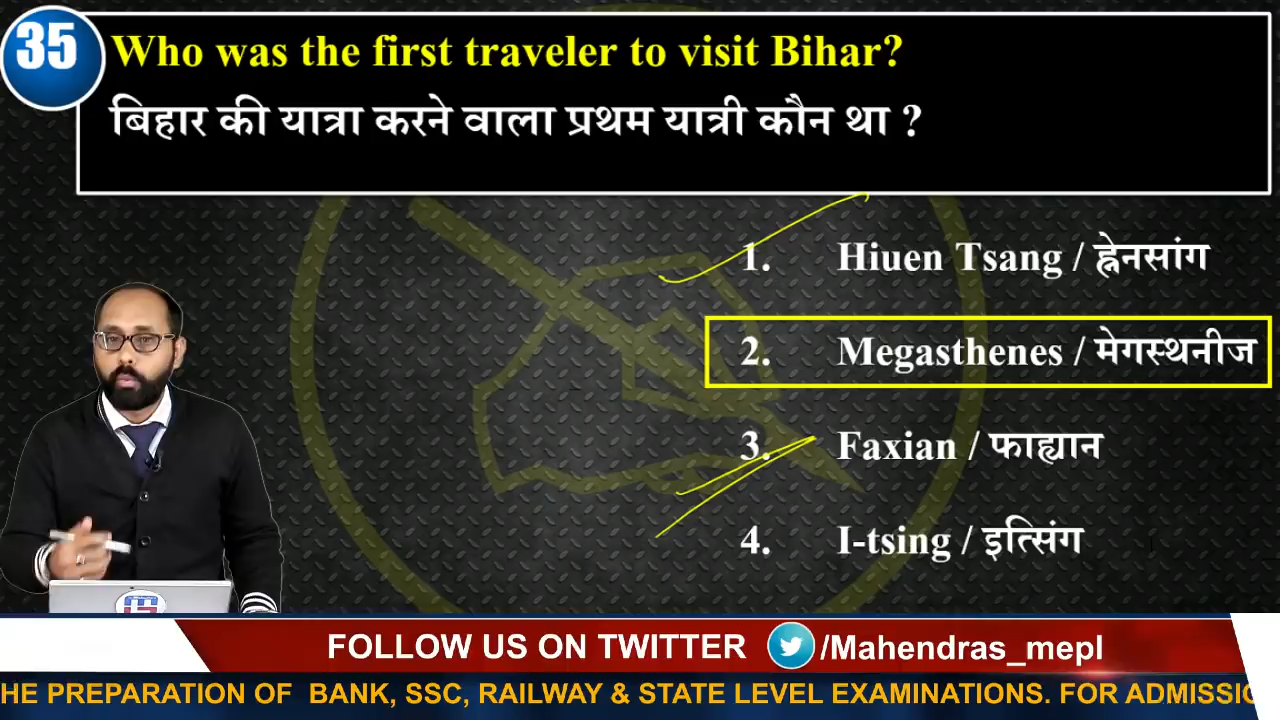 35
Who was the first traveler to visit Bihar?
बिहार की यात्रा करने वाला प्रथम यात्री कौन था ?
1. Hiuen Tsang / ह्वेनसांग
2. Megasthenes / मेगस्थनीज
3. Faxian / फाह्यान
4. I-tsing / इत्सिंग
FOLLOW US ON TWITTER /Mahendras_mepl
HE PREPARATION OF BANK, SSC, RAILWAY & STATE LEVEL EXAMINATIONS. FOR ADMISSIO